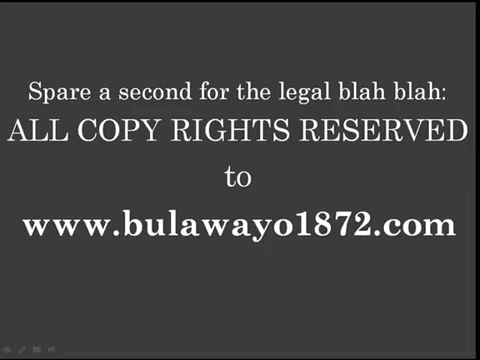 Spare a second for the legal blah blah:
ALL COPY RIGHTS RESERVED
to
www.bulawayo1872.com